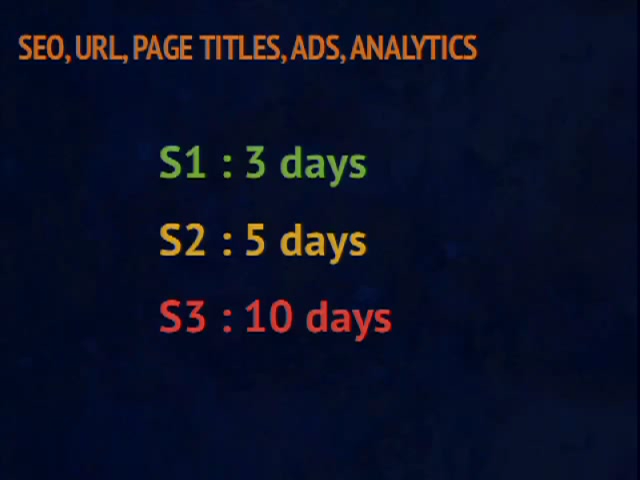 SEO, URL, PAGE TITLES, ADS, ANALYTICS
S1 : 3 days
S2 : 5 days
S3 : 10 days